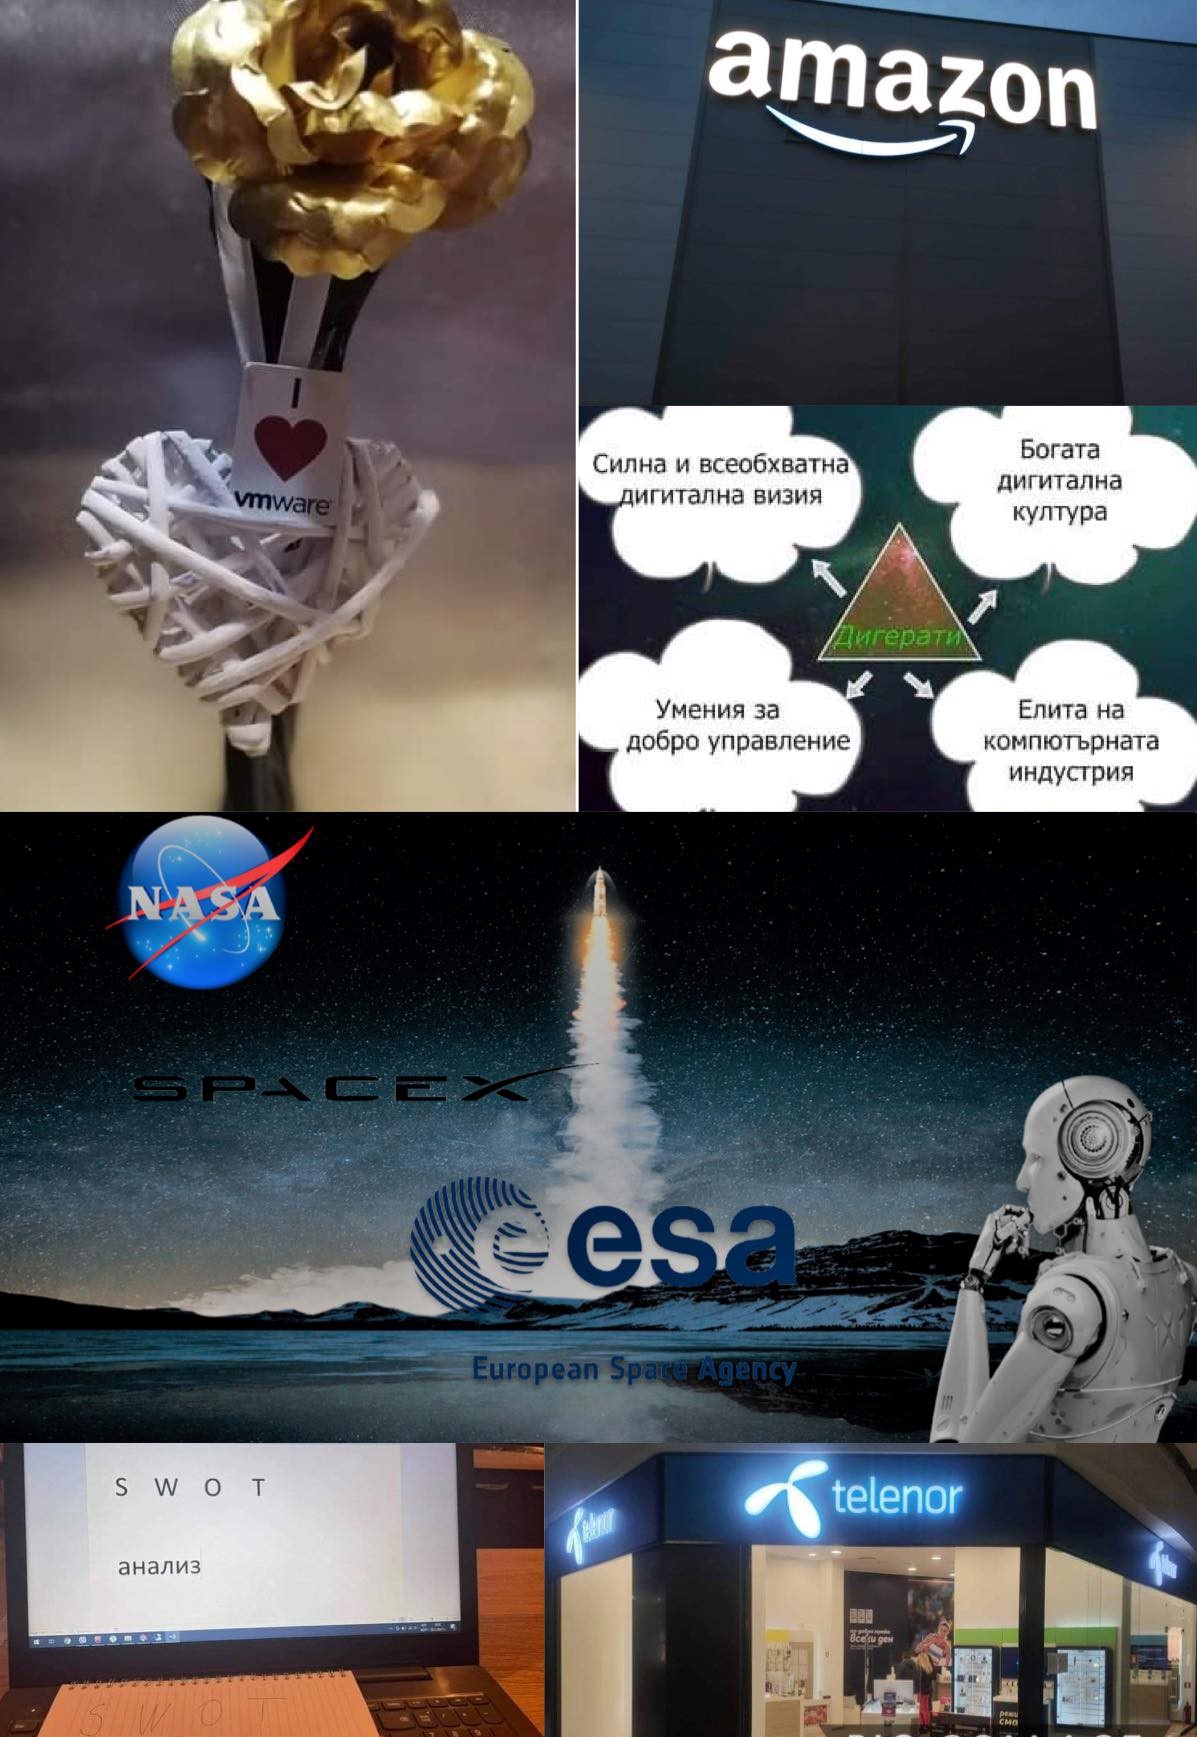 I
vmware
amazon
Силна и всеобхватна
дигитална визия
Богата
дигитална
култура
Дигерати
Умения за
добро управление
Елита на
компютърната
индустрия
NASA
SPACEX
esa
European Space Agency
S W O T
анализ
S W O T
telenor
telenor
всеки ден